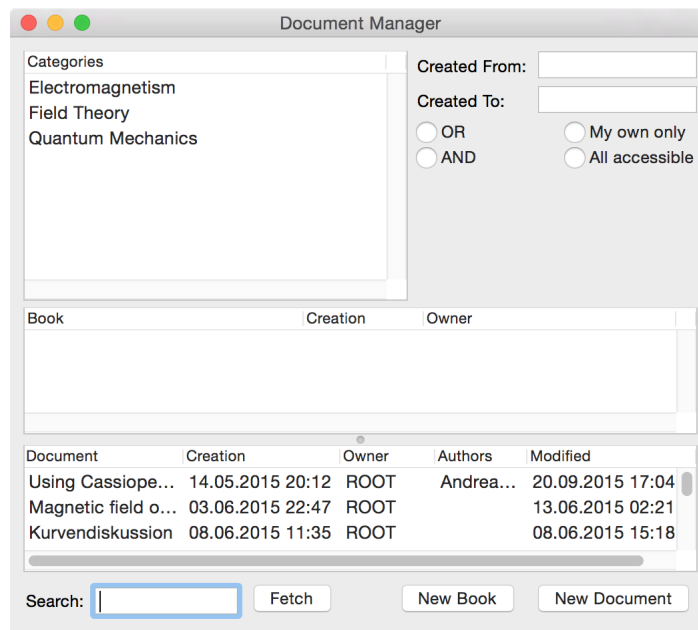 Document Manager
Categories
Electromagnetism
Field Theory
Quantum Mechanics
Created From:
Created To:
OR My own only
AND All accessible
Book Creation Owner
Document Creation Owner Authors Modified
Using Cassiope... 14.05.2015 20:12 ROOT Andrea... 20.09.2015 17:04
Magnetic field o... 03.06.2015 22:47 ROOT 13.06.2015 02:21
Kurvendiskussion 08.06.2015 11:35 ROOT 08.06.2015 15:18
Search: Fetch New Book New Document